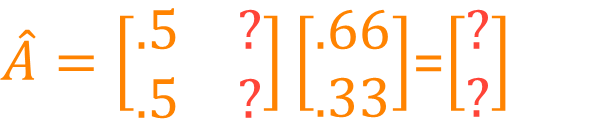 Â = [.5 ?] [.66] = [?]
[.5 ?] [.33] [?]